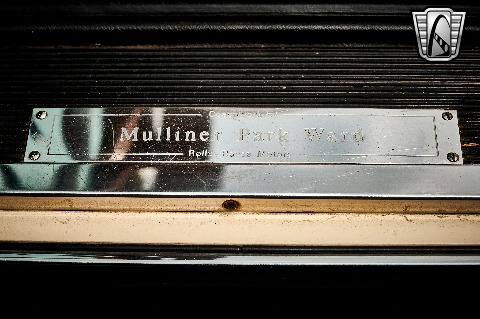 Mulliner Park Ward
Rolls-Royce Motors